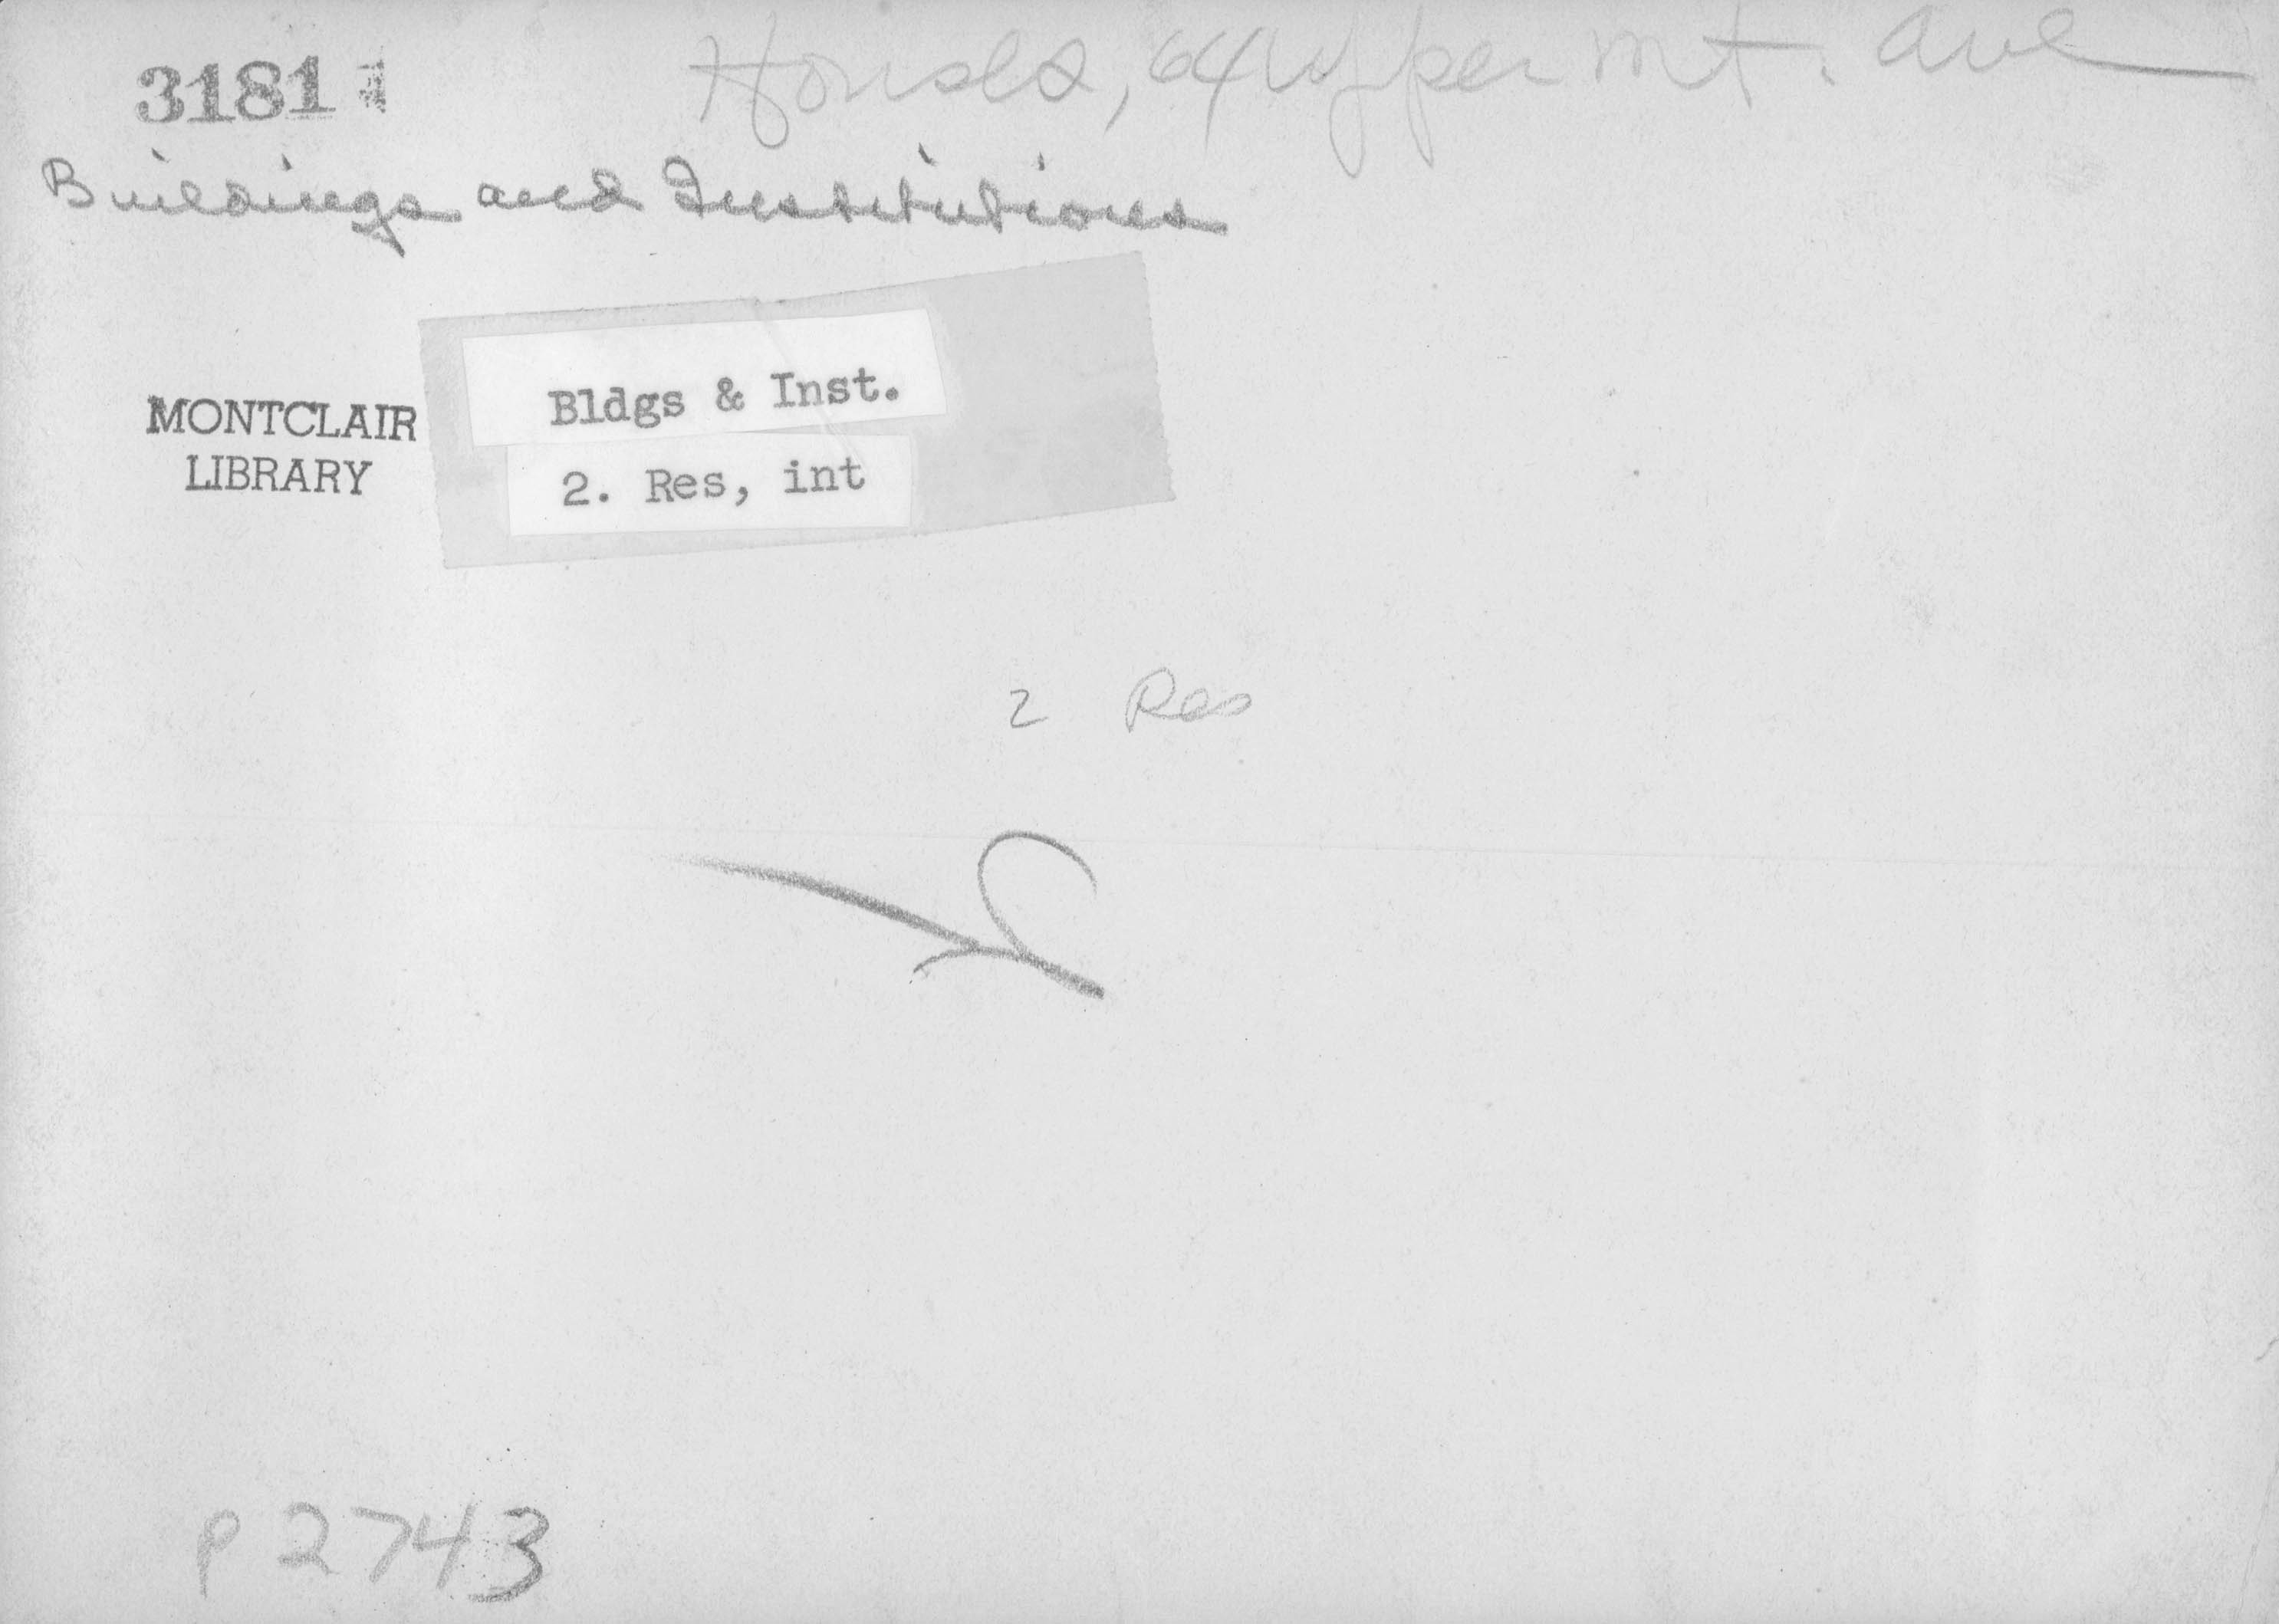 3181
Houses, 64 Upper Mt. Ave
Buildings and Institutions
MONTCLAIR
LIBRARY
Bldgs & Inst.
2. Res, int
2 Res
P 2743